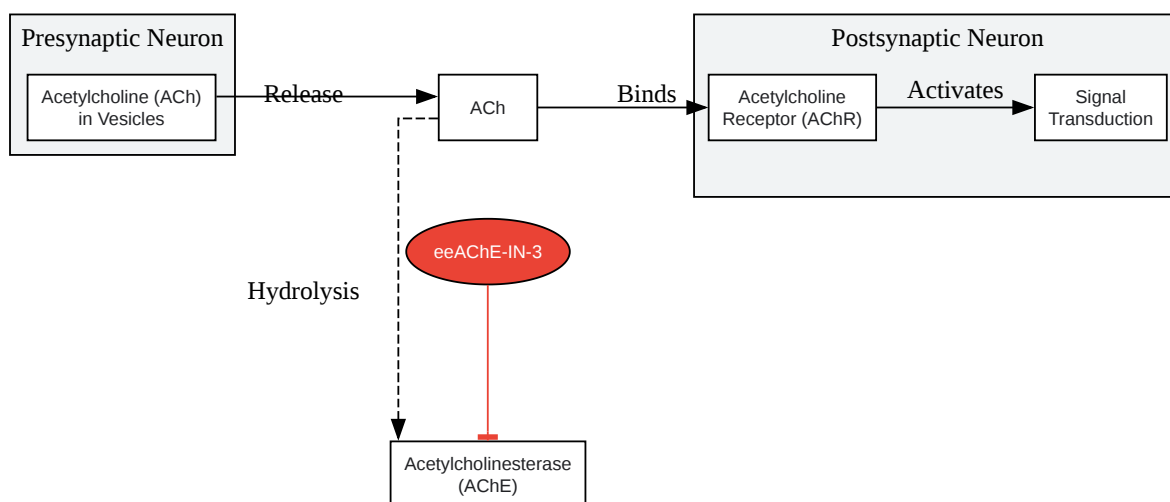 Presynaptic Neuron
Acetylcholine (ACh)
in Vesicles
Release
ACh
Binds
Postsynaptic Neuron
Acetylcholine
Receptor (AChR)
Activates
Signal
Transduction
eeAChE-IN-3
Hydrolysis
Acetylcholinesterase
(AChE)